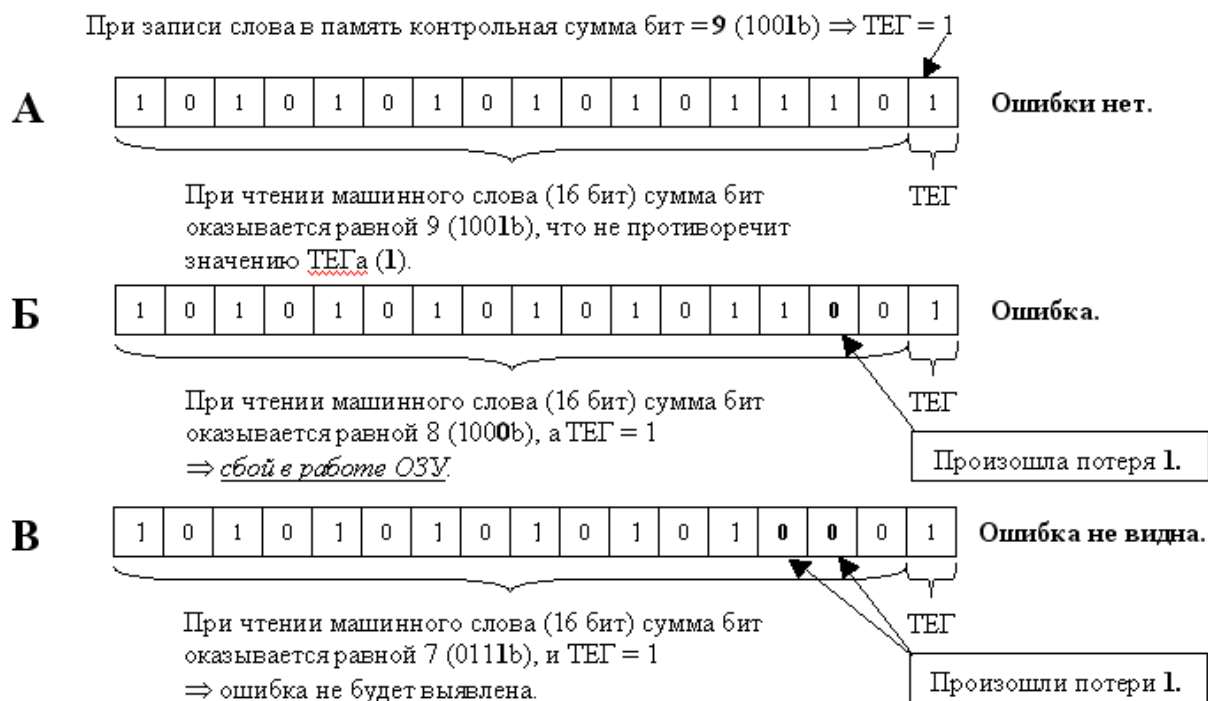 При записи слова в память контрольная сумма бит = 9 (1001b) ⇒ ТЕГ = 1
А
1 0 1 0 1 0 1 0 1 0 1 0 1 1 1 0 1
Ошибки нет.
ТЕГ
При чтении машинного слова (16 бит) сумма бит
оказывается равной 9 (1001b), что не противоречит
значению ТЕГа (1).
Б
1 0 1 0 1 0 1 0 1 0 1 0 1 1 0 0 1
Ошибка.
ТЕГ
При чтении машинного слова (16 бит) сумма бит
оказывается равной 8 (1000b), а ТЕГ = 1
⇒ сбой в работе ОЗУ.
Произошла потеря 1.
В
1 0 1 0 1 0 1 0 1 0 1 0 1 0 0 0 1
Ошибка не видна.
ТЕГ
При чтении машинного слова (16 бит) сумма бит
оказывается равной 7 (0111b), и ТЕГ = 1
⇒ ошибка не будет выявлена.
Произошли потери 1.